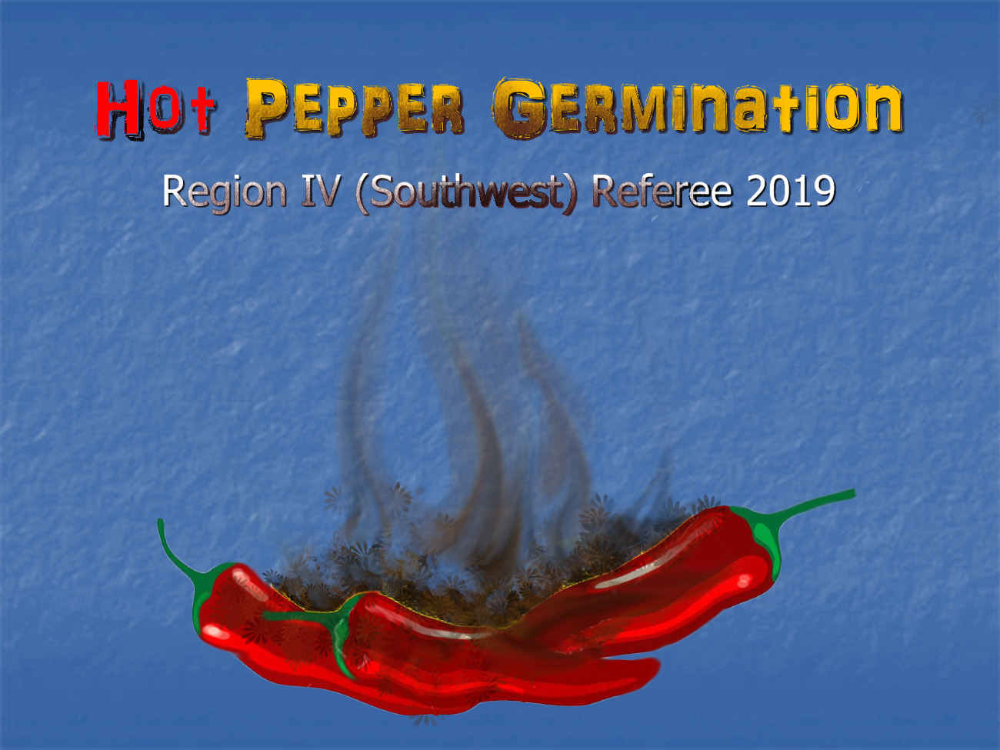 Hot Pepper Germination
Region IV (Southwest) Referee 2019